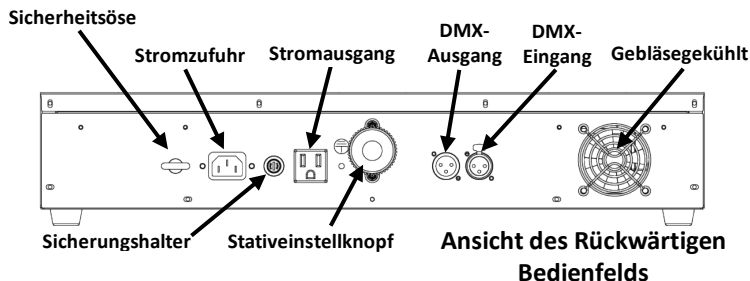 Sicherheitsöse
Stromzufuhr
Stromausgang
DMX-
Ausgang
DMX-
Eingang
Gebläsegekühlt
Sicherungshalter
Stativeinstellknopf
Ansicht des Rückwärtigen
Bedienfelds